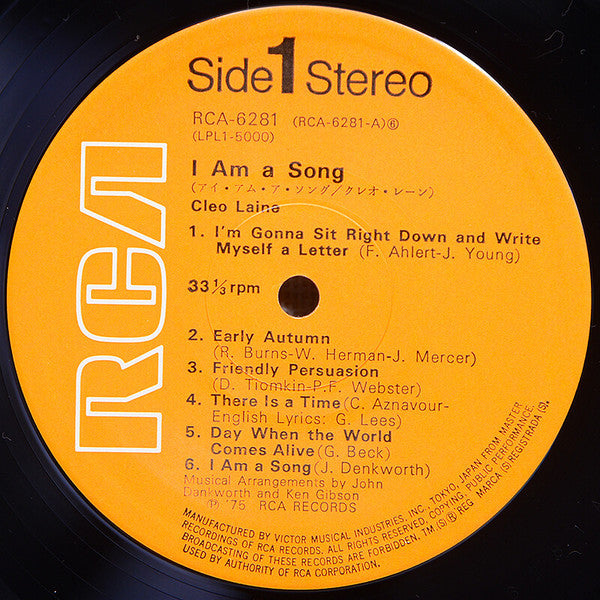 Side 1 Stereo
RCA-6281 (RCA-6281-A)⑥
(LPL1-5000)
I Am a Song
(アイ・アム・ア・ソング/クレオ・レーン)
Cleo Laine
1. I'm Gonna Sit Right Down and Write
Myself a Letter (F. Ahlert-J. Young)
33⅓ rpm
2. Early Autumn
(R. Burns-W. Herman-J. Mercer)
3. Friendly Persuasion
(D. Tiomkin-P.F. Webster)
4. There Is a Time (C. Aznavour-
English Lyrics: G. Lees)
5. Day When the World
Comes Alive (G. Beck)
6. I Am a Song (J. Denkworth)
Musical Arrangements by John
Dankworth and Ken Gibson
Ⓟ '75 RCA RECORDS
RCA
MANUFACTURED BY VICTOR MUSICAL INDUSTRIES, INC. TOKYO, JAPAN FROM MASTER
RECORDINGS OF RCA RECORDS. ALL RIGHTS RESERVED, COPYING, PUBLIC PERFORMANCE,
BROADCASTING OF THESE RECORDS ARE FORBIDDEN. TM.(S)® REG. MARCA (S) REGISTRADA (S).
USED BY AUTHORITY OF RCA CORPORATION.